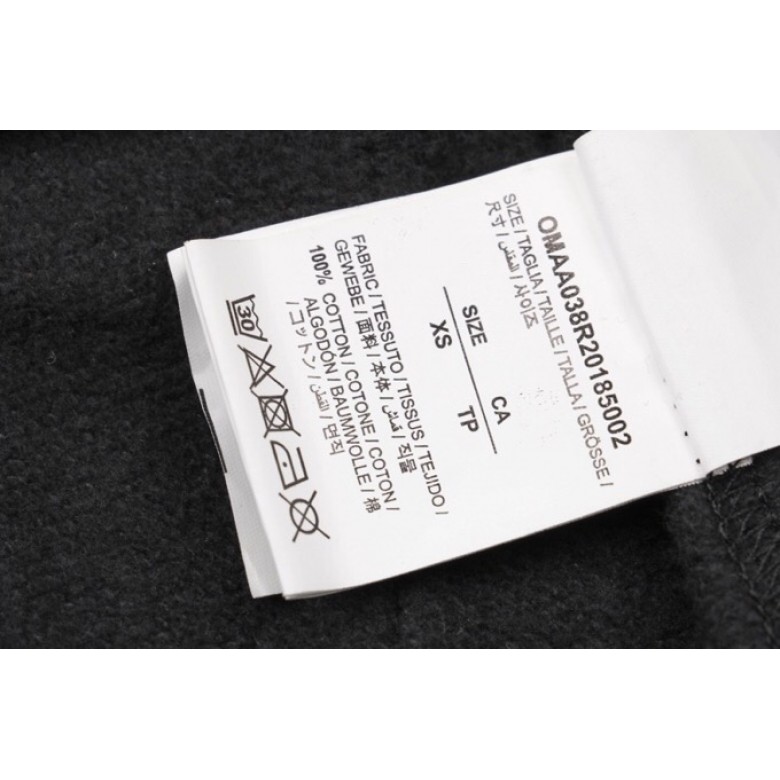 OMAA038R20185002
SIZE / TAGLIA / TAILLE / TALLA / GRÖSSE /
尺寸 / المقاس / 사이즈
SIZE CA
XS TP
FABRIC / TESSUTO / TISSUS / TEJIDO /
GEWEBE / 面料 / 本体 / قماش / 직물
100% COTTON / COTONE / COTON /
ALGODÓN / BAUMWOLLE / 棉
/ コットン / القطن / 면직
30